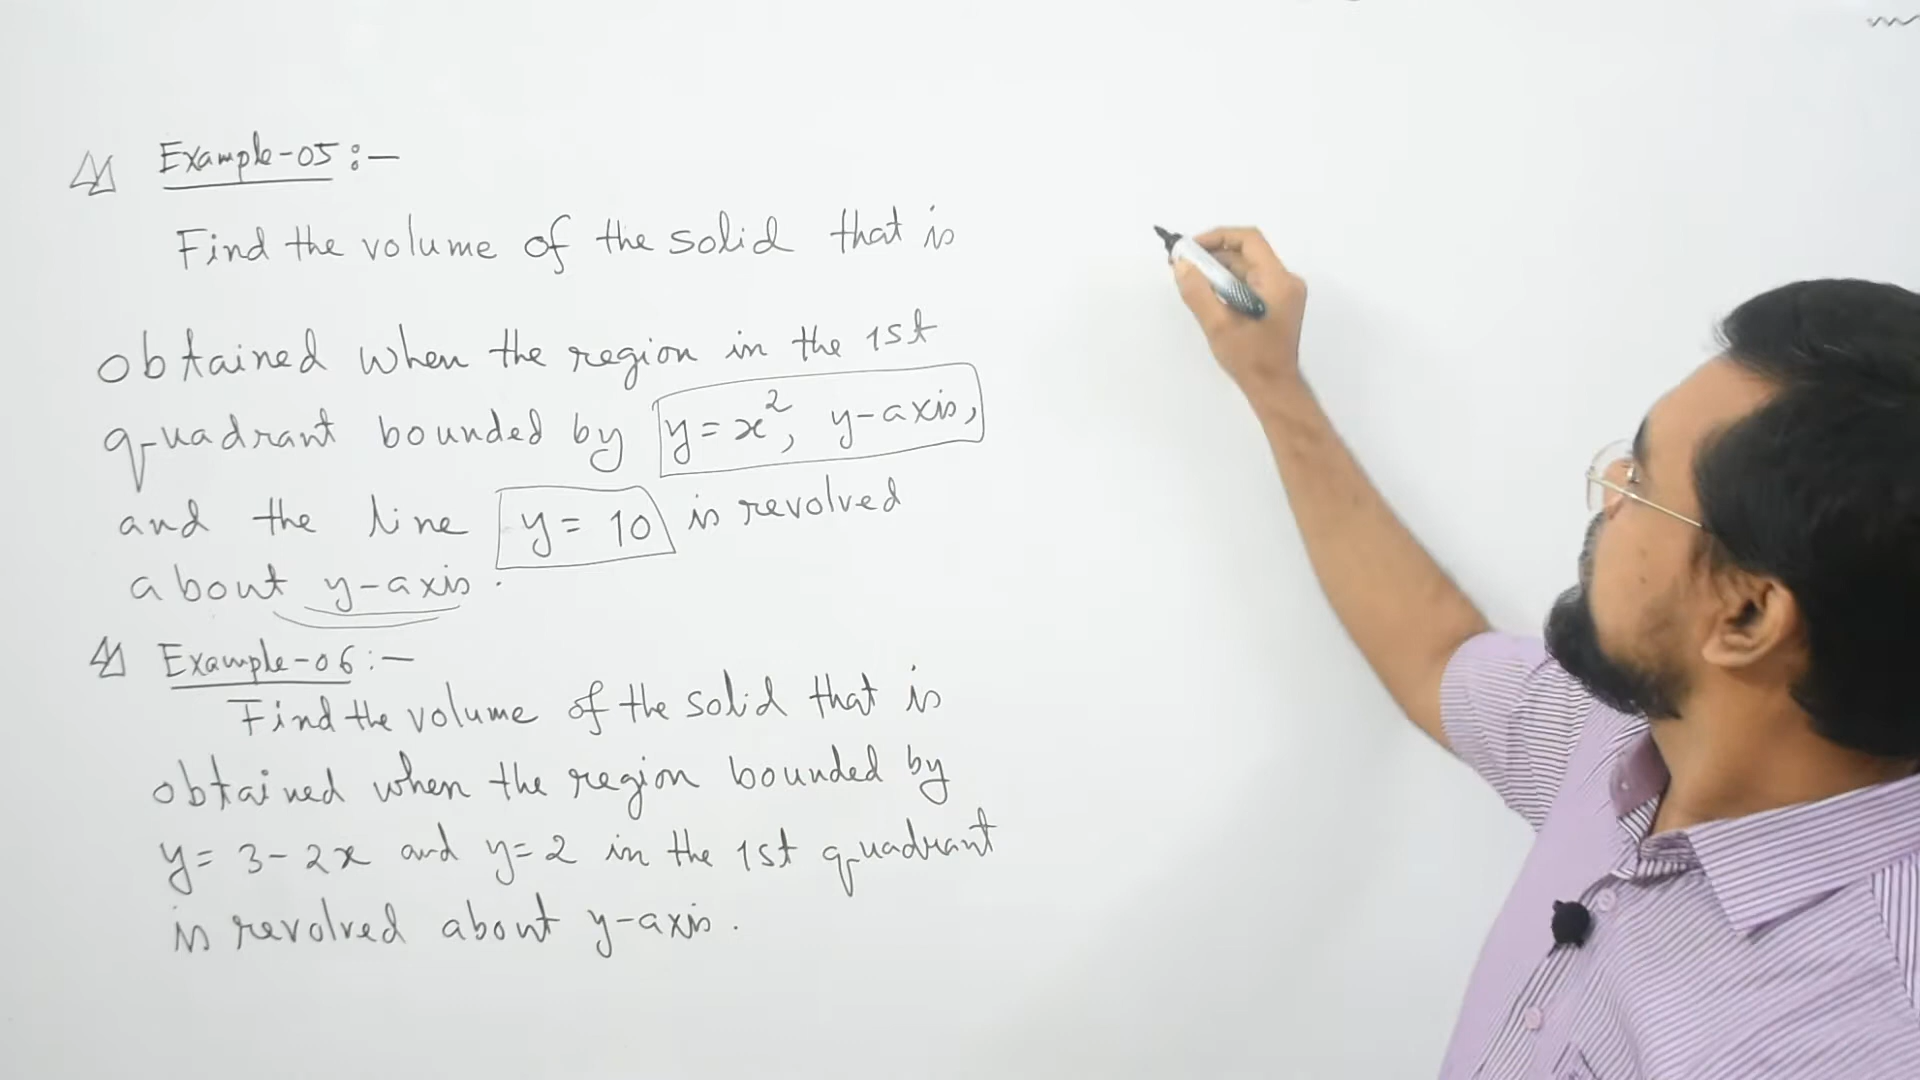 Example-05:-
Find the volume of the solid that is
obtained when the region in the 1st
quadrant bounded by y=x², y-axis,
and the line y=10 is revolved
about y-axis.
Example-06:-
Find the volume of the solid that is
obtained when the region bounded by
y=3-2x and y=2 in the 1st quadrant
is revolved about y-axis.